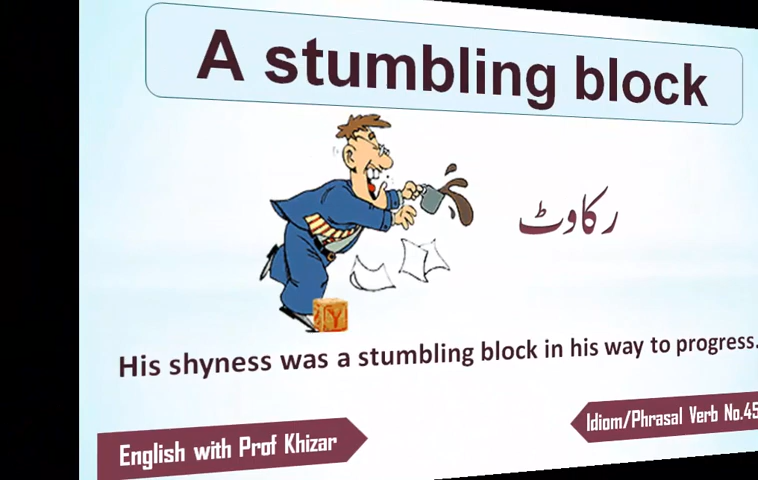 A stumbling block
رکاوٹ
Y
His shyness was a stumbling block in his way to progress.
English with Prof Khizar
Idiom/Phrasal Verb No.45